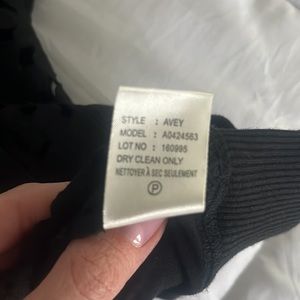 STYLE : AVEY
MODEL : A0424563
LOT NO : 160995
DRY CLEAN ONLY
NETTOYER À SEC SEULEMENT
P